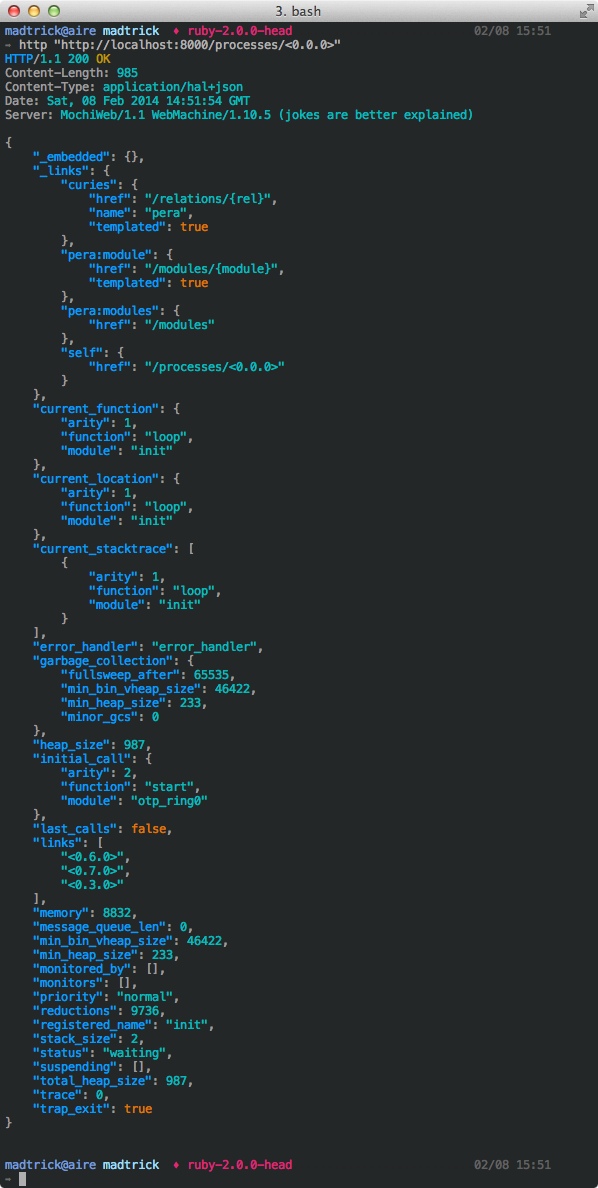 3. bash
madtrick@aire madtrick ♦ ruby-2.0.0-head 02/08 15:51
→ http "http://localhost:8000/processes/<0.0.0>"
HTTP/1.1 200 OK
Content-Length: 985
Content-Type: application/hal+json
Date: Sat, 08 Feb 2014 14:51:54 GMT
Server: MochiWeb/1.1 WebMachine/1.10.5 (jokes are better explained)
{
    "_embedded": {},
    "_links": {
        "curies": {
            "href": "/relations/{rel}",
            "name": "pera",
            "templated": true
        },
        "pera:module": {
            "href": "/modules/{module}",
            "templated": true
        },
        "pera:modules": {
            "href": "/modules"
        },
        "self": {
            "href": "/processes/<0.0.0>"
        }
    },
    "current_function": {
        "arity": 1,
        "function": "loop",
        "module": "init"
    },
    "current_location": {
        "arity": 1,
        "function": "loop",
        "module": "init"
    },
    "current_stacktrace": [
        {
            "arity": 1,
            "function": "loop",
            "module": "init"
        }
    ],
    "error_handler": "error_handler",
    "garbage_collection": {
        "fullsweep_after": 65535,
        "min_bin_vheap_size": 46422,
        "min_heap_size": 233,
        "minor_gcs": 0
    },
    "heap_size": 987,
    "initial_call": {
        "arity": 2,
        "function": "start",
        "module": "otp_ring0"
    },
    "last_calls": false,
    "links": [
        "<0.6.0>",
        "<0.7.0>",
        "<0.3.0>"
    ],
    "memory": 8832,
    "message_queue_len": 0,
    "min_bin_vheap_size": 46422,
    "min_heap_size": 233,
    "monitored_by": [],
    "monitors": [],
    "priority": "normal",
    "reductions": 9736,
    "registered_name": "init",
    "stack_size": 2,
    "status": "waiting",
    "suspending": [],
    "total_heap_size": 987,
    "trace": 0,
    "trap_exit": true
}
madtrick@aire madtrick ♦ ruby-2.0.0-head 02/08 15:51
→